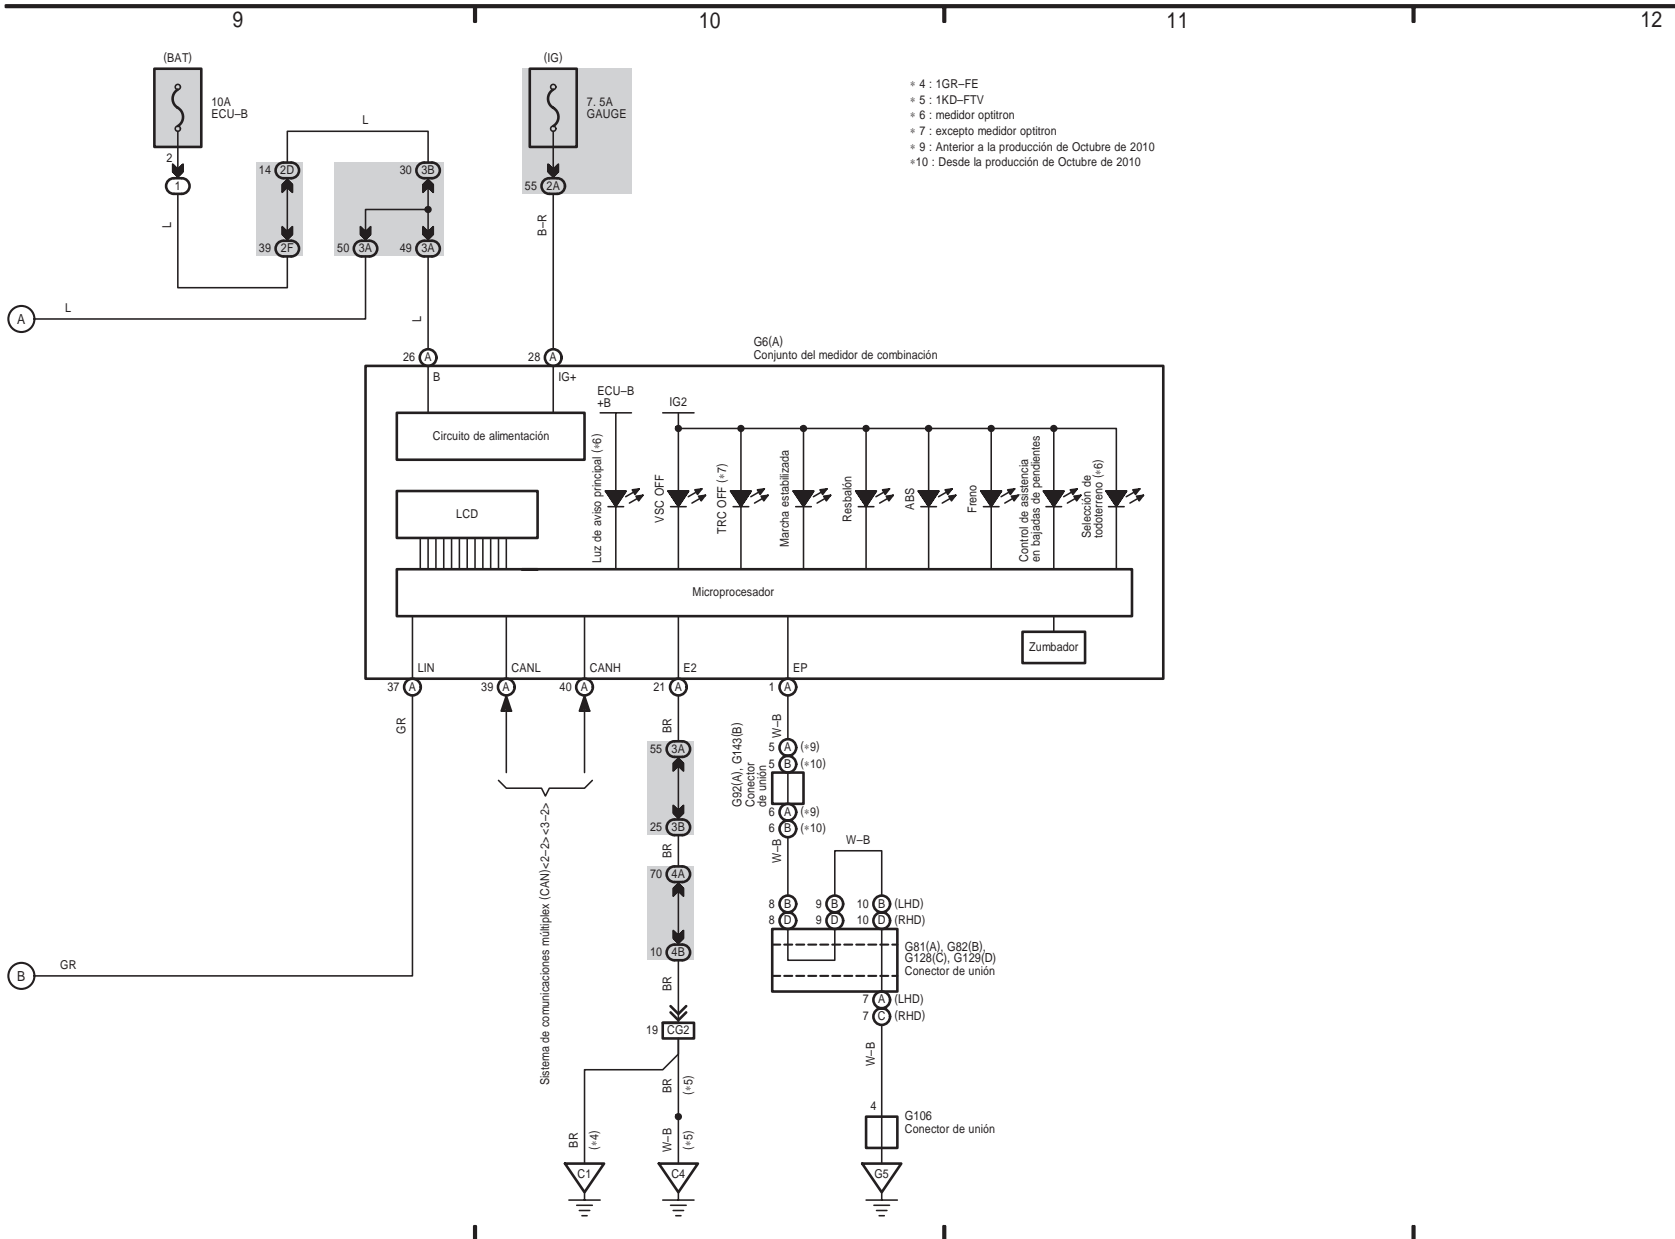 9
10
11
12
(BAT)
10A
ECU–B
2
1
L
14 2D
39 2F
L
30 3B
50 3A
49 3A
(IG)
7. 5A
GAUGE
55 2A
B–R
∗ 4 : 1GR–FE
∗ 5 : 1KD–FTV
∗ 6 : medidor optitron
∗ 7 : excepto medidor optitron
∗ 9 : Anterior a la producción de Octubre de 2010
∗10 : Desde la producción de Octubre de 2010
A
L
L
26 A
28 A
G6(A)
Conjunto del medidor de combinación
B
IG+
Circuito de alimentación
LCD
ECU–B
+B
IG2
Luz de aviso principal (∗6)
VSC OFF
TRC OFF (∗7)
Marcha estabilizada
Resbalón
ABS
Freno
Control de asistencia
en bajadas de pendientes
Selección de
todoterreno (∗6)
Microprocesador
Zumbador
LIN
CANL
CANH
E2
EP
37 A
39 A
40 A
21 A
1 A
GR
BR
W–B
Sistema de comunicaciones múltiplex (CAN)<2–2><3–2>
55 3A
25 3B
BR
70 4A
10 4B
BR
19 CG2
G92(A), G143(B)
Conector
de unión
5 A (∗9)
5 B (∗10)
6 A (∗9)
6 B (∗10)
W–B
W–B
8 B
9 B
10 B (LHD)
8 D
9 D
10 D (RHD)
G81(A), G82(B),
G128(C), G129(D)
Conector de unión
7 A (LHD)
7 C (RHD)
W–B
B
GR
BR
(∗5)
BR
(∗4)
W–B
(∗5)
4
G106
Conector de unión
C1
C4
G5